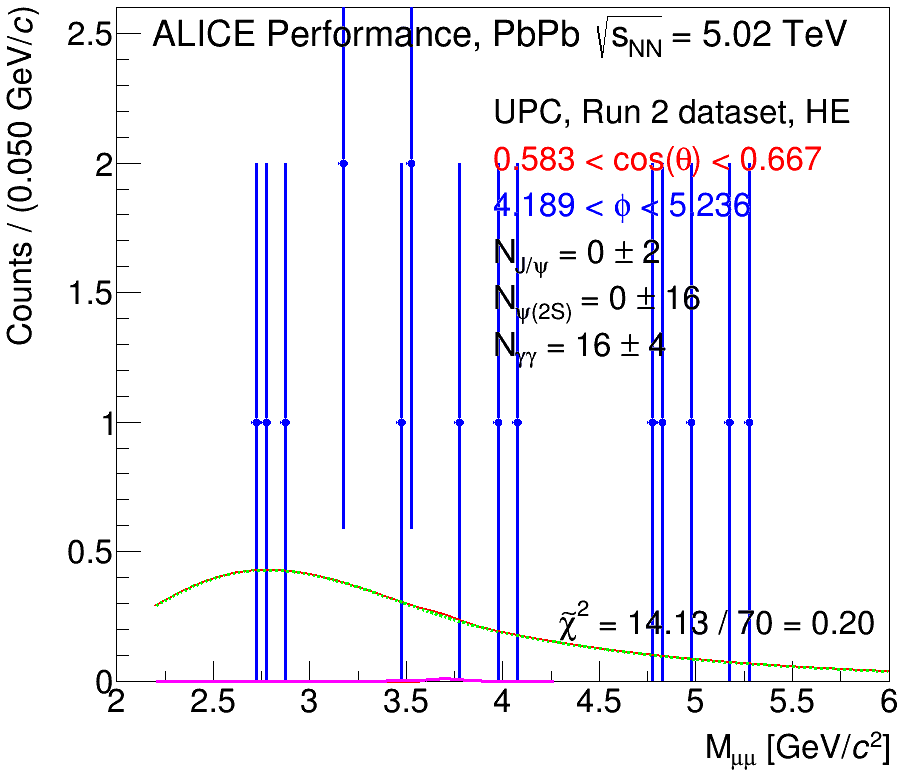 ALICE Performance, PbPb √sNN = 5.02 TeV
UPC, Run 2 dataset, HE
0.583 < cos(θ) < 0.667
4.189 < ϕ < 5.236
NJ/ψ = 0 ± 2
Nψ(2S) = 0 ± 16
Nγγ = 16 ± 4
χ̃² = 14.13 / 70 = 0.20
Counts / (0.050 GeV/c)
2.5
2
1.5
1
0.5
0
2 2.5 3 3.5 4 4.5 5 5.5 6
Mμμ [GeV/c²]